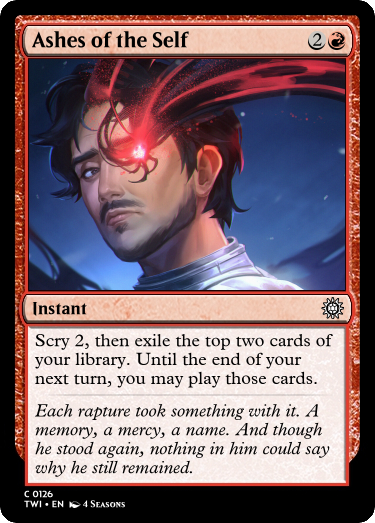 Ashes of the Self 2
Instant
Scry 2, then exile the top two cards of
your library. Until the end of your
next turn, you may play those cards.
Each rapture took something with it. A
memory, a mercy, a name. And though
he stood again, nothing in him could say
why he still remained.
C 0126
TWI • EN 4 Seasons